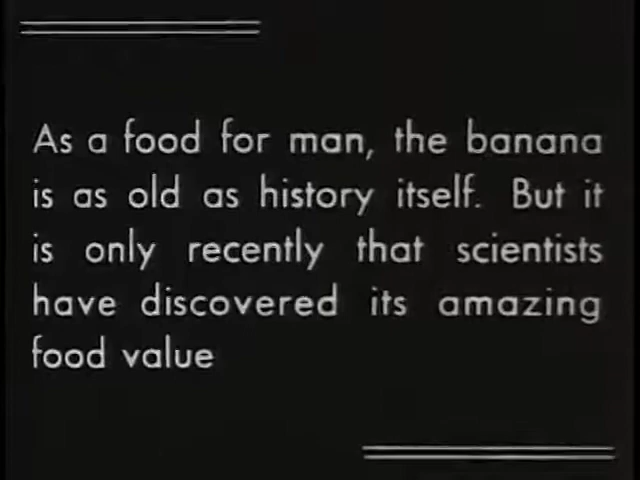 As a food for man, the banana
is as old as history itself. But it
is only recently that scientists
have discovered its amazing
food value